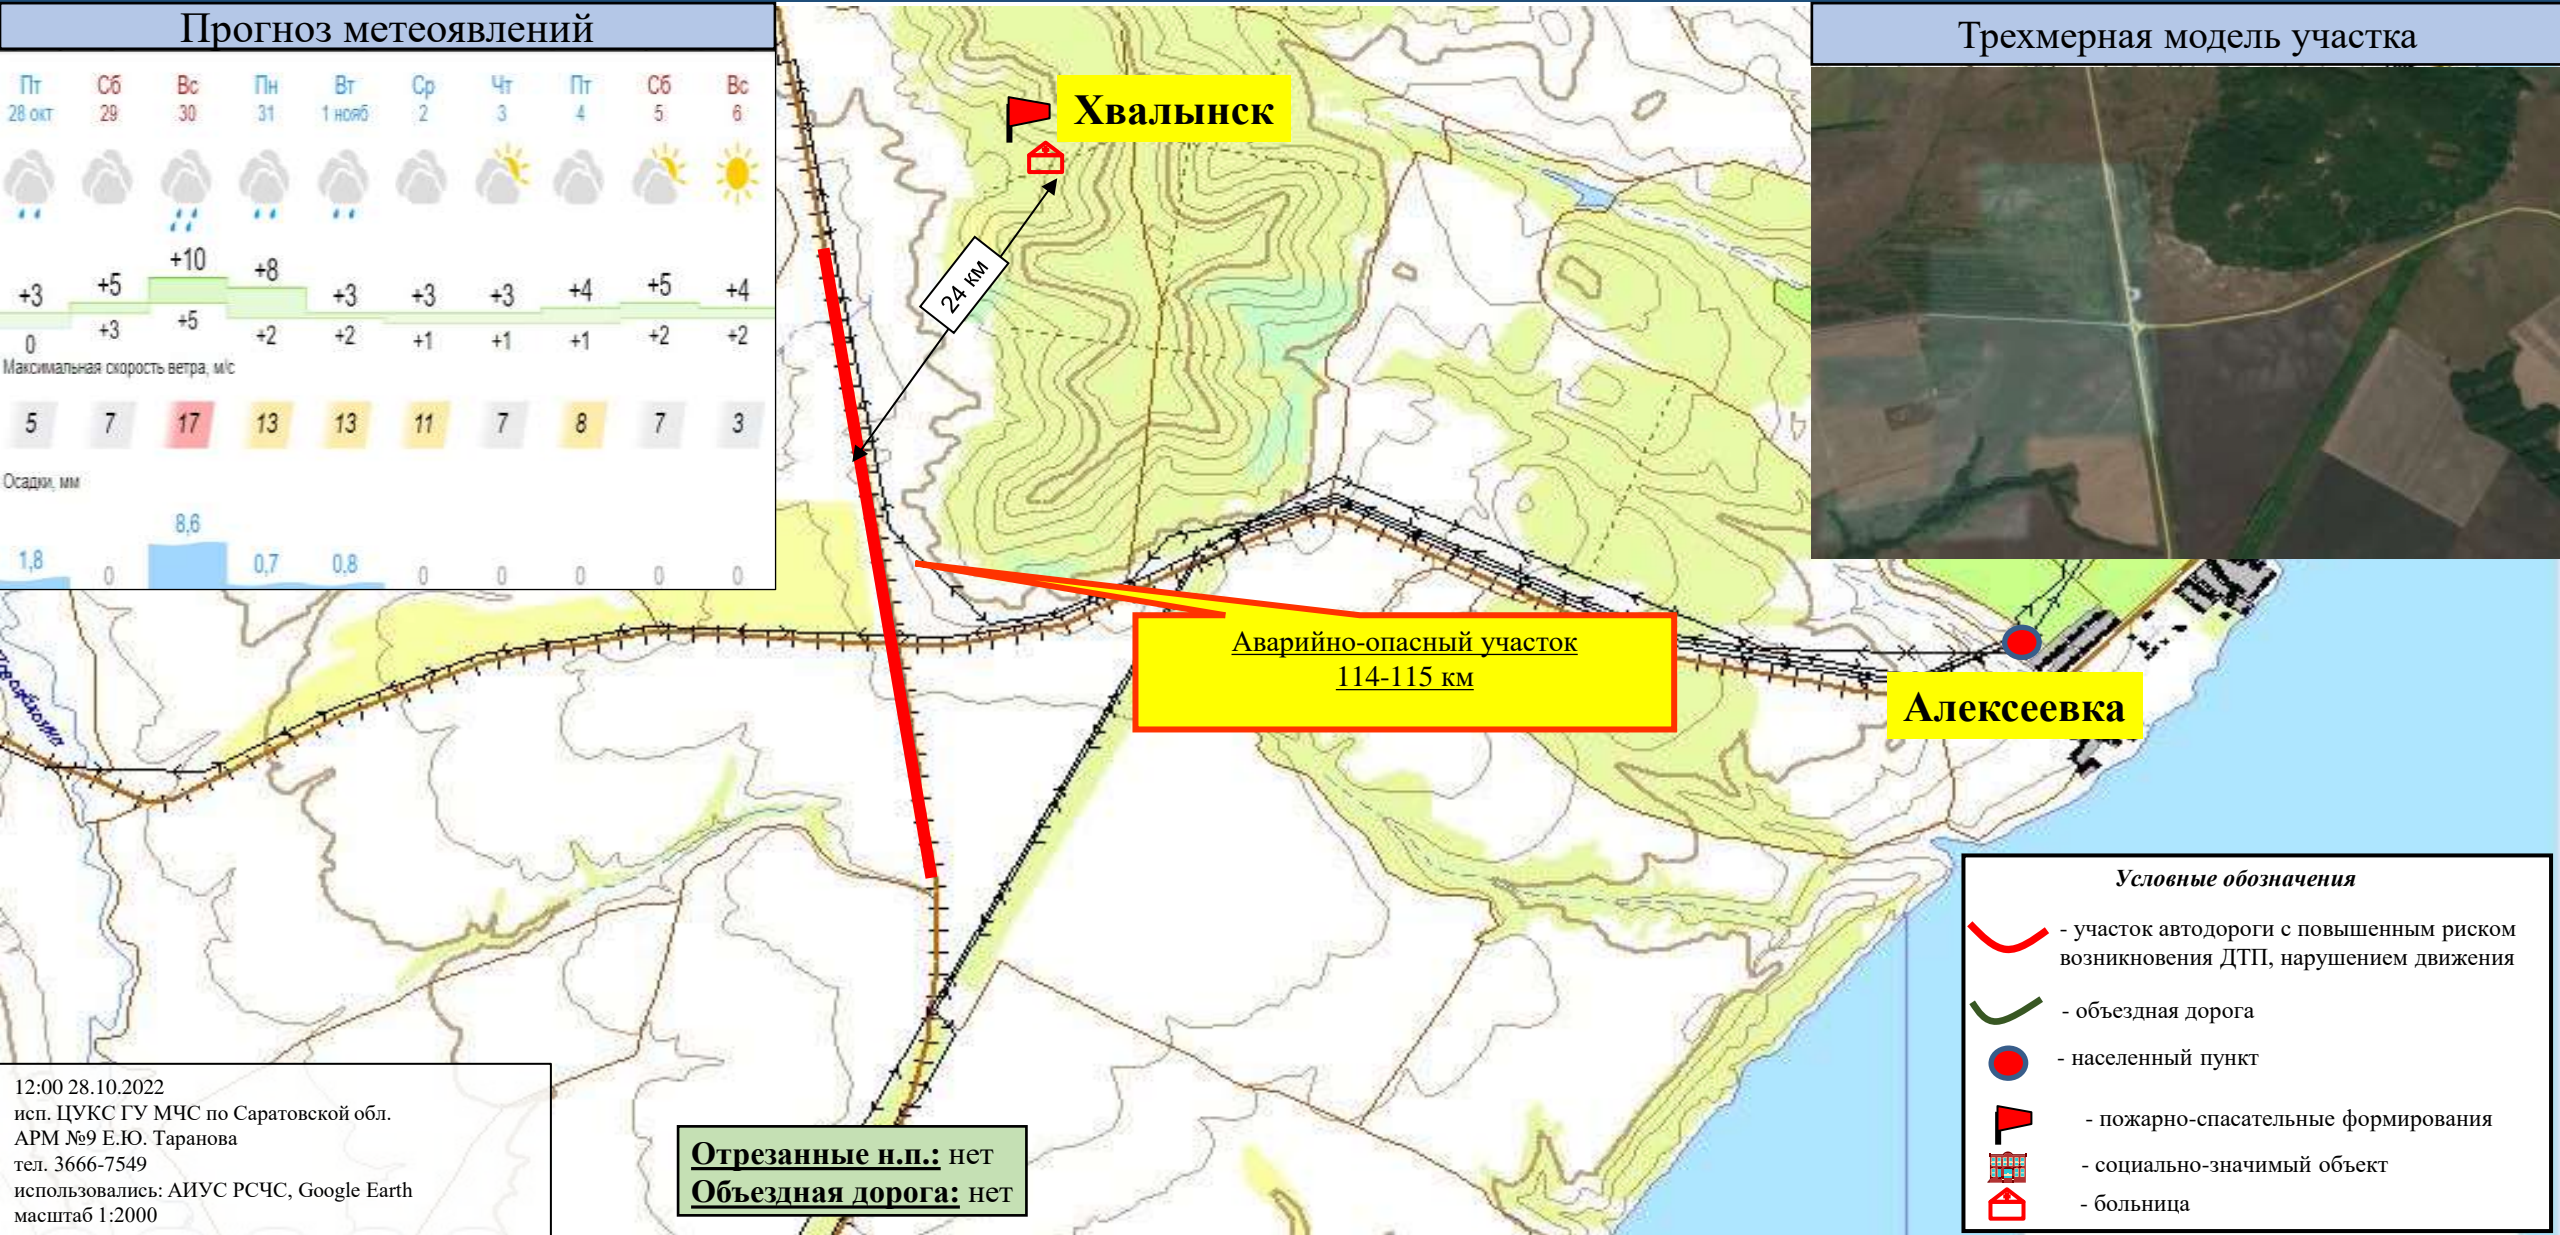 Прогноз метеоявлений
Пт Сб Вс Пн Вт Ср Чт Пт Сб Вс
28 окт 29 30 31 1 нояб 2 3 4 5 6
+3 +5 +10 +8 +3 +3 +3 +4 +5 +4
0 +3 +5 +2 +2 +1 +1 +1 +2 +2
Максимальная скорость ветра, м/с
5 7 17 13 13 11 7 8 7 3
Осадки, мм
1,8 0 8,6 0,7 0,8 0 0 0 0 0
Хвалынск
24 км
Трехмерная модель участка
Аварийно-опасный участок
114-115 км
Алексеевка
Условные обозначения
- участок автодороги с повышенным риском
возникновения ДТП, нарушением движения
- объездная дорога
- населенный пункт
- пожарно-спасательные формирования
- социально-значимый объект
- больница
12:00 28.10.2022
исп. ЦУКС ГУ МЧС по Саратовской обл.
АРМ №9 Е.Ю. Таранова
тел. 3666-7549
использовались: АИУС РСЧС, Google Earth
масштаб 1:2000
Отрезанные н.п.: нет
Объездная дорога: нет